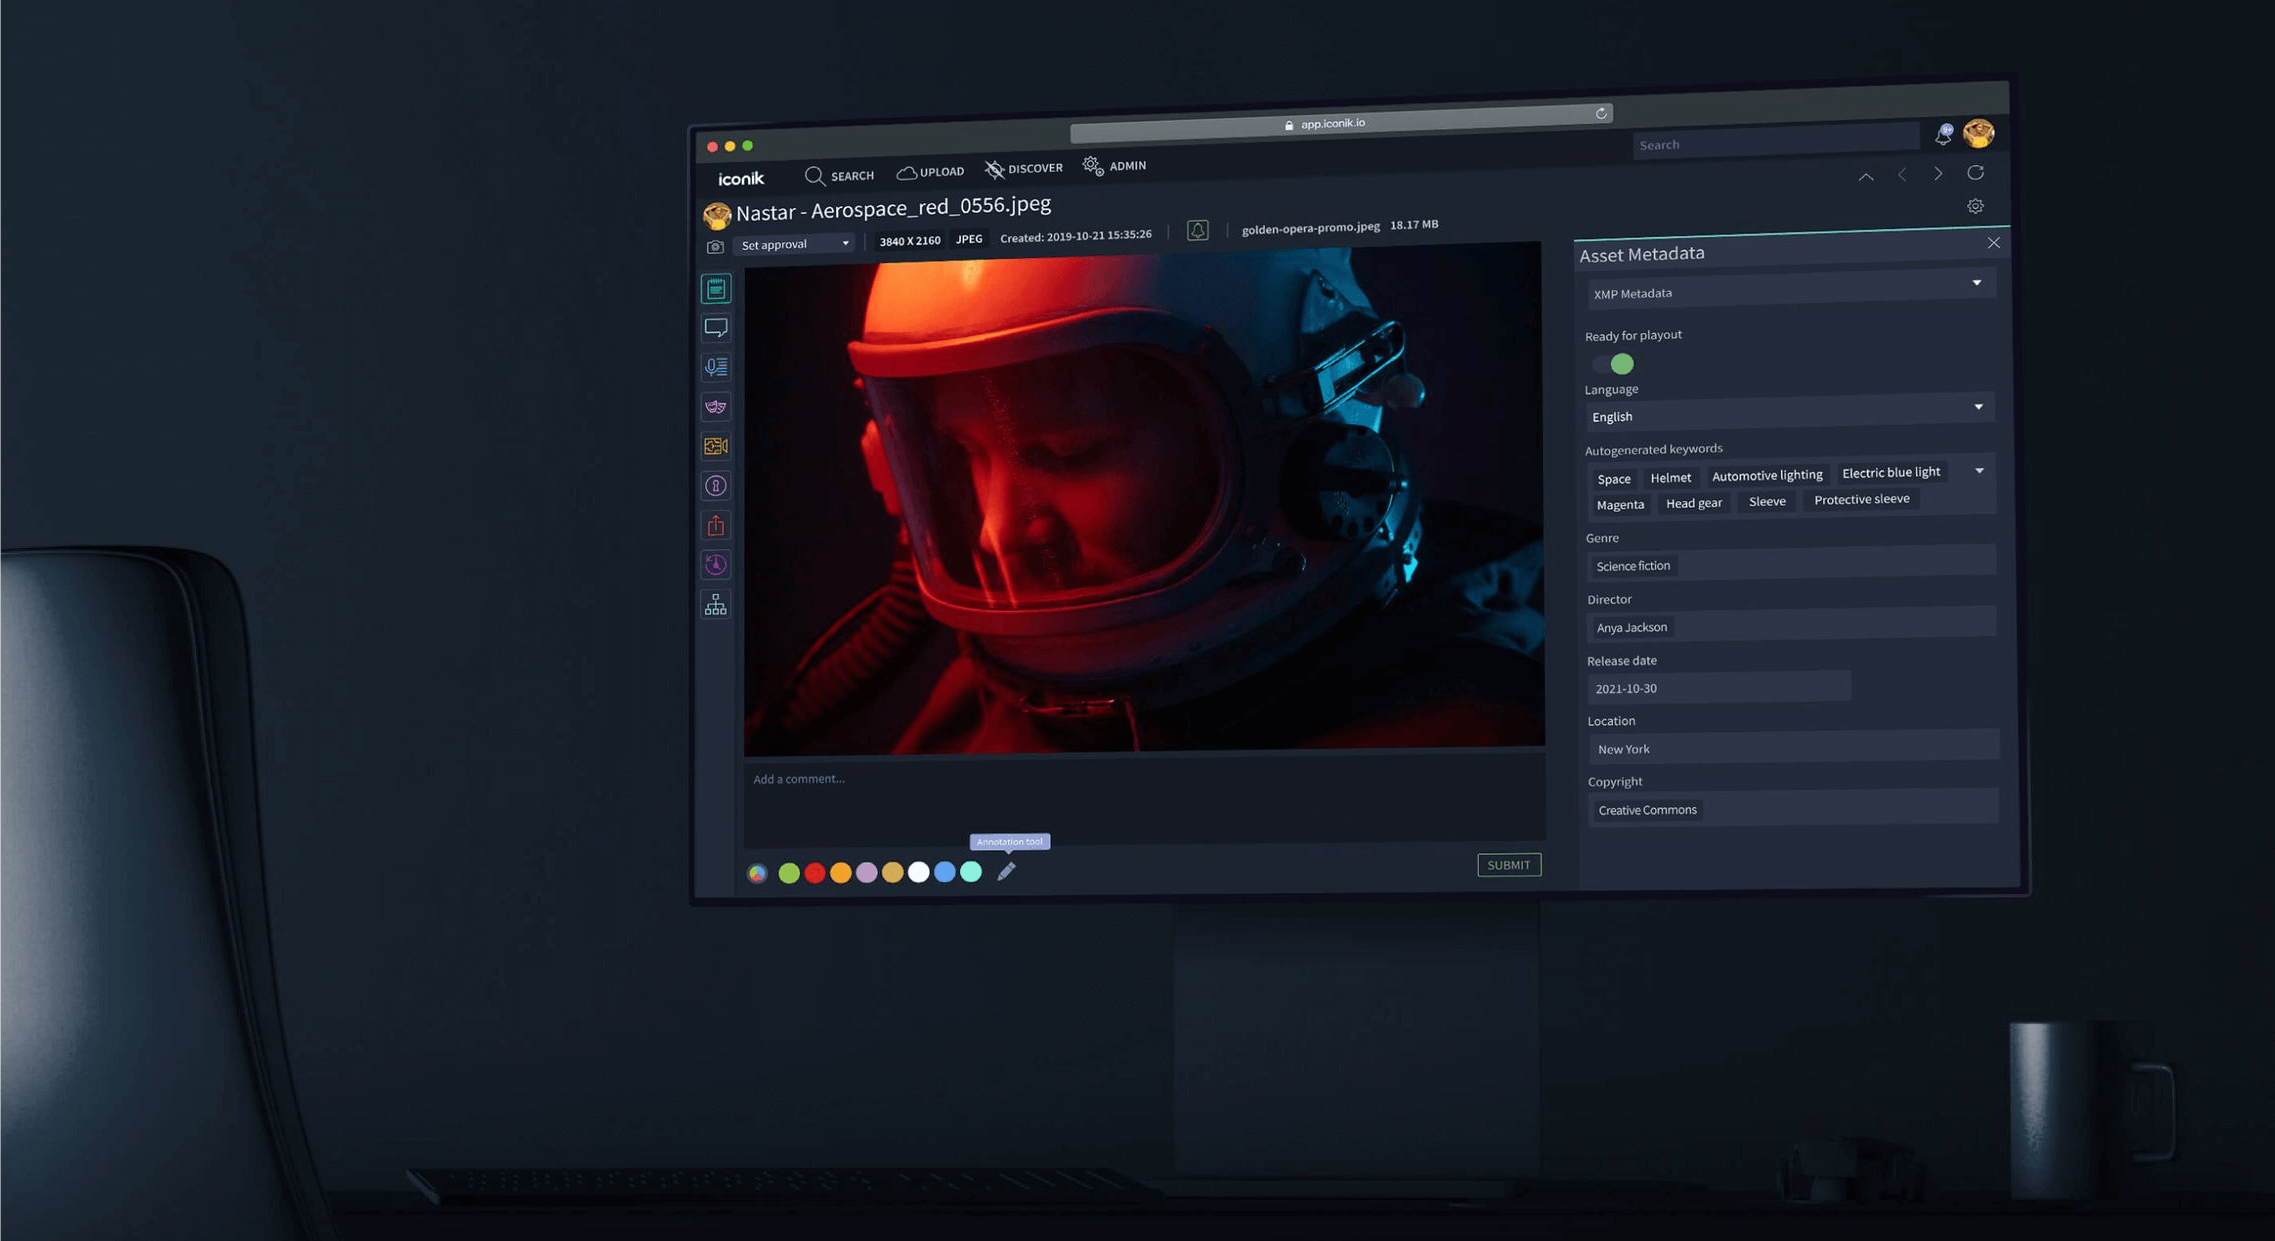 app.iconik.io
Search
9+
iconik
SEARCH
UPLOAD
DISCOVER
ADMIN
Nastar - Aerospace_red_0556.jpeg
Set approval
3840 X 2160
JPEG
Created: 2019-10-21 15:35:26
golden-opera-promo.jpeg
18.17 MB
Asset Metadata
XMP Metadata
Ready for playout
Language
English
Autogenerated keywords
Space Helmet Automotive lighting Electric blue light
Magenta Head gear Sleeve Protective sleeve
Genre
Science fiction
Director
Anya Jackson
Release date
2021-10-30
Location
New York
Copyright
Creative Commons
Add a comment...
Annotation tool
SUBMIT